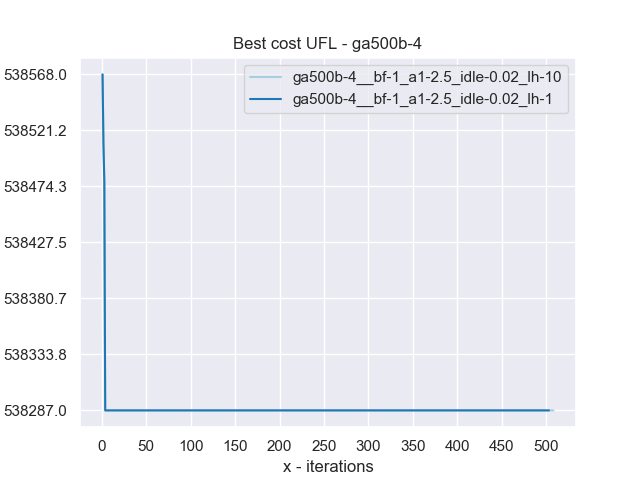 Best cost UFL - ga500b-4
ga500b-4__bf-1_a1-2.5_idle-0.02_lh-10
ga500b-4__bf-1_a1-2.5_idle-0.02_lh-1
538568.0
538521.2
538474.3
538427.5
538380.7
538333.8
538287.0
0 50 100 150 200 250 300 350 400 450 500
x - iterations